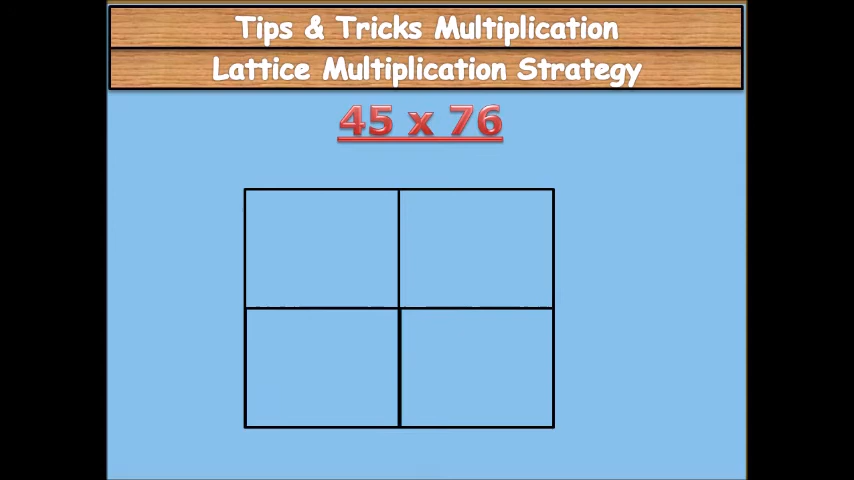 Tips & Tricks Multiplication
Lattice Multiplication Strategy
45 x 76